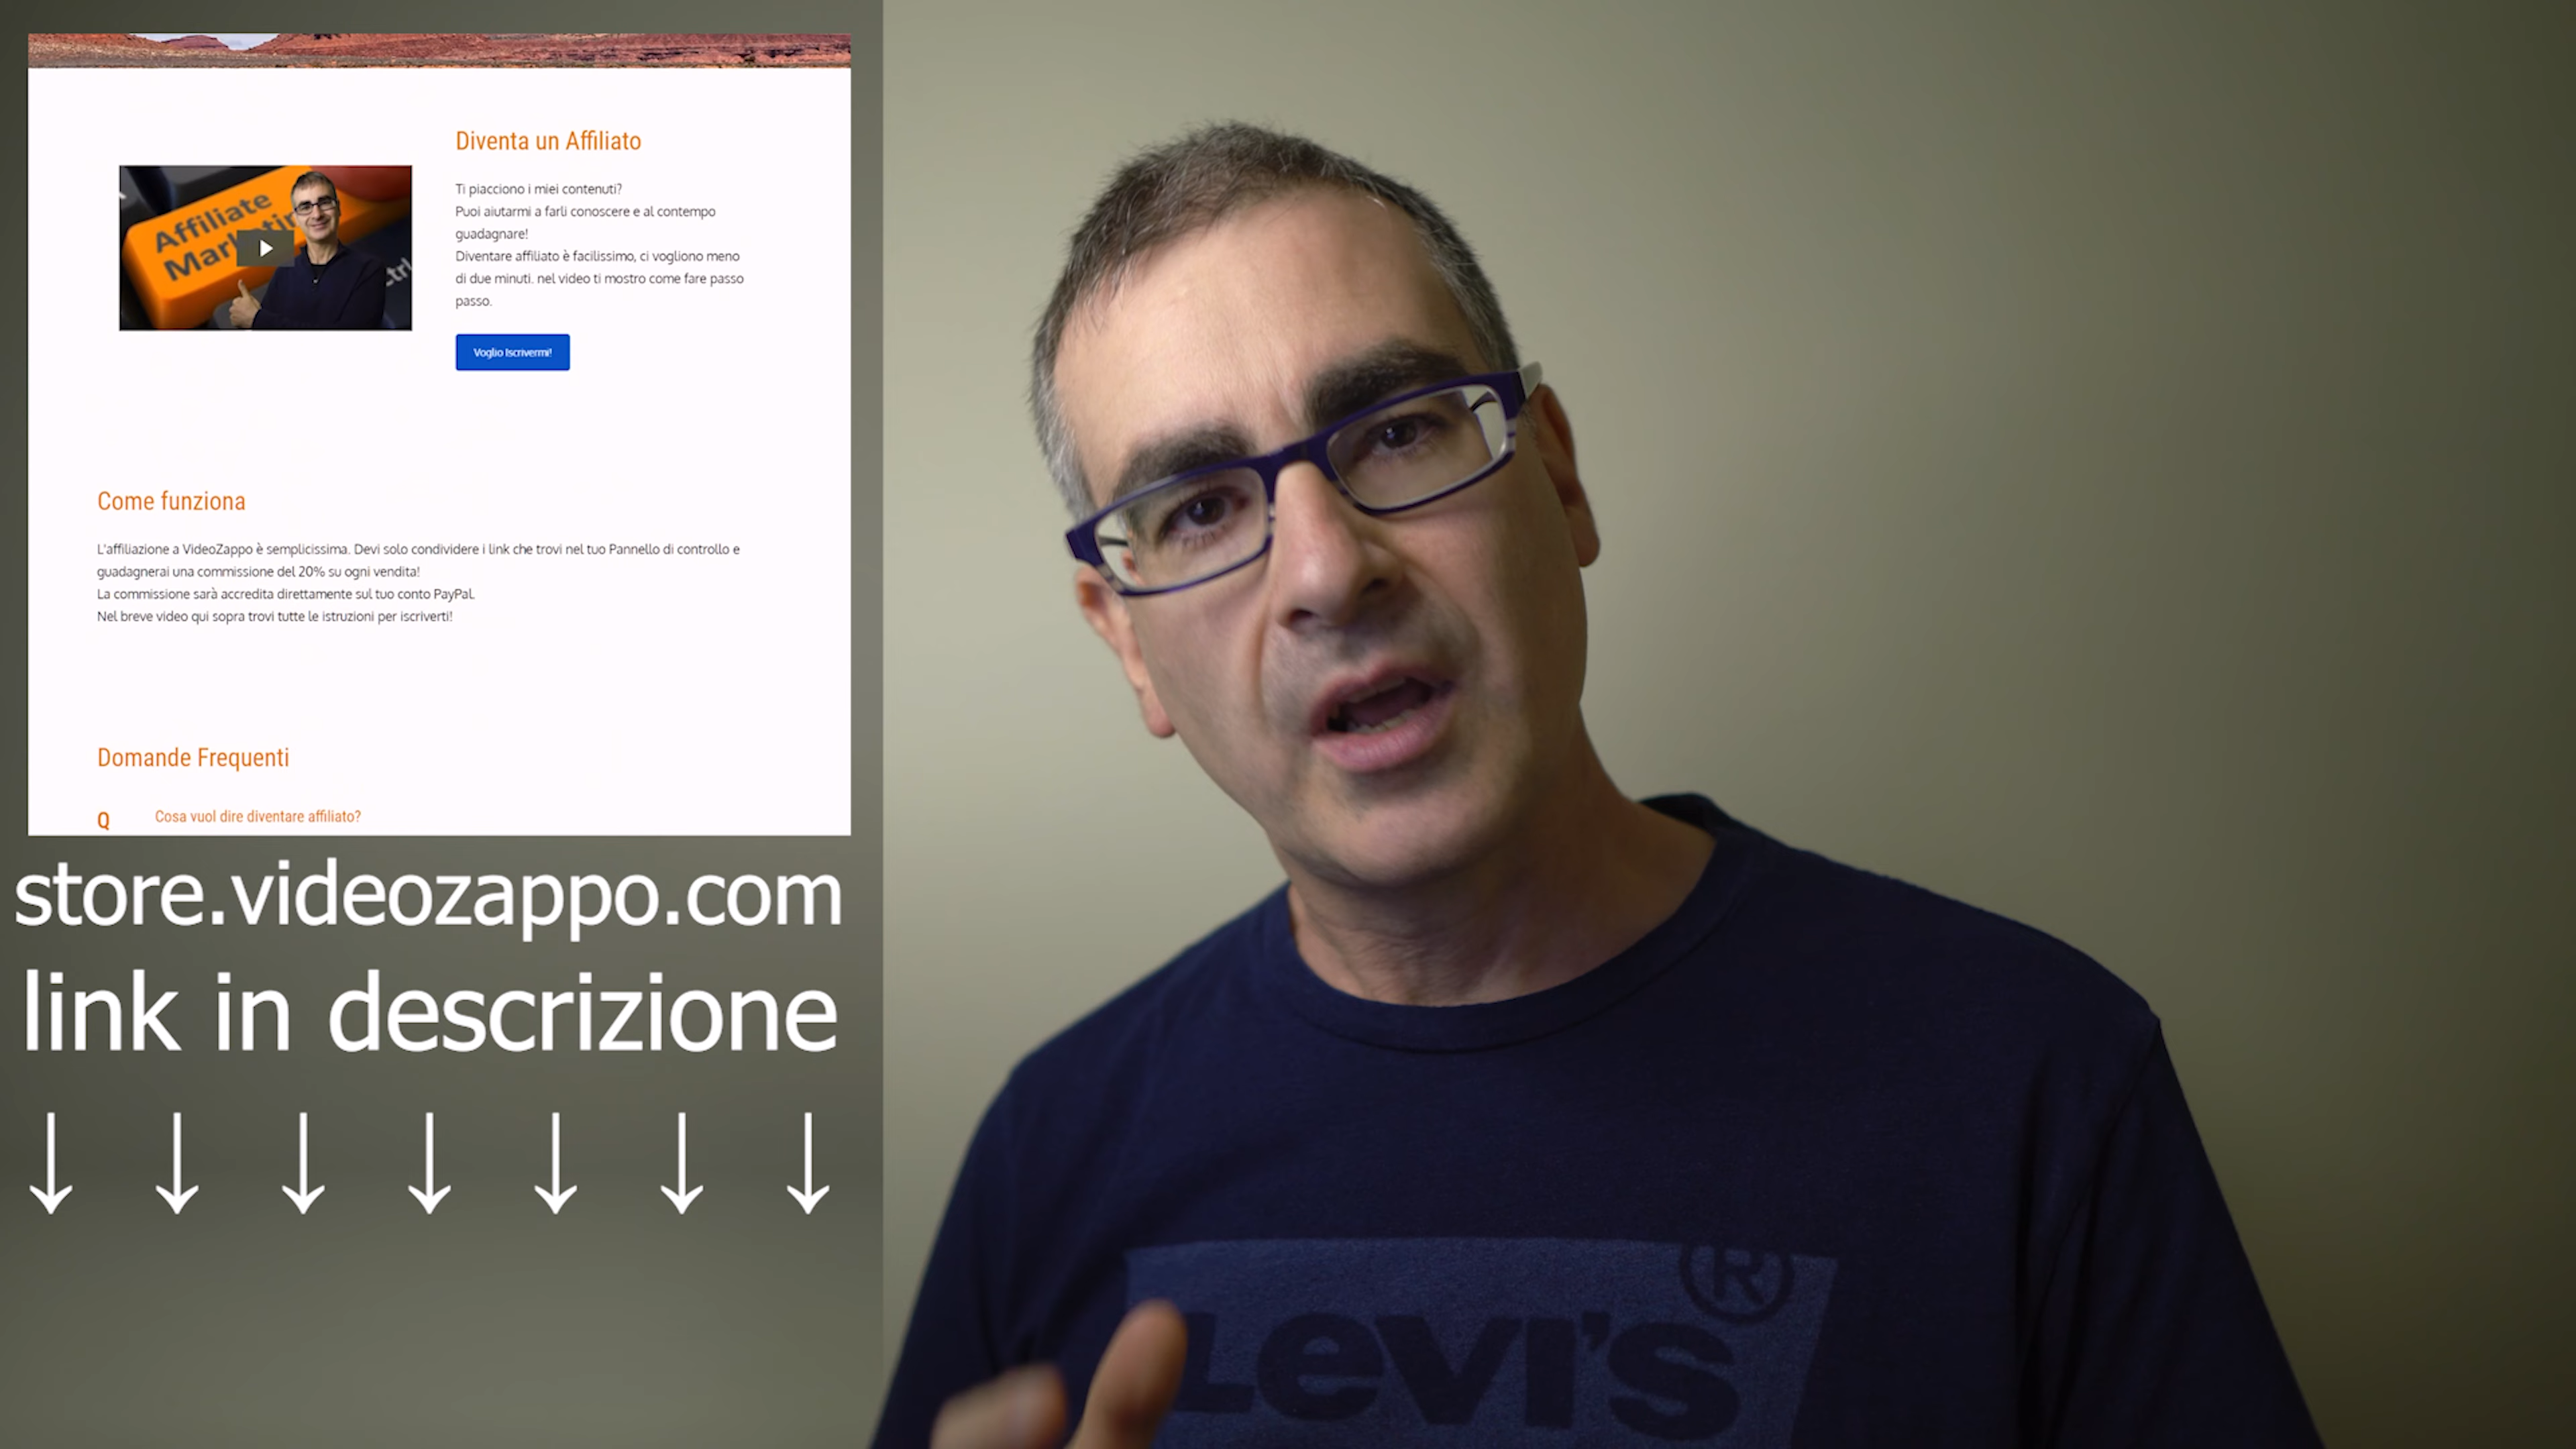 Affiliate
Marketing
ctrl
Diventa un Affiliato
Ti piacciono i miei contenuti?
Puoi aiutarmi a farli conoscere e al contempo
guadagnare!
Diventare affiliato è facilissimo, ci vogliono meno
di due minuti. nel video ti mostro come fare passo
passo.
Voglio Iscrivermi!
Come funziona
L'affiliazione a VideoZappo è semplicissima. Devi solo condividere i link che trovi nel tuo Pannello di controllo e
guadagnerai una commissione del 20% su ogni vendita!
La commissione sarà accredita direttamente sul tuo conto PayPal.
Nel breve video qui sopra trovi tutte le istruzioni per iscriverti!
Domande Frequenti
Q Cosa vuol dire diventare affiliato?
store.videozappo.com
link in descrizione
↓ ↓ ↓ ↓ ↓ ↓ ↓
Levi's ®